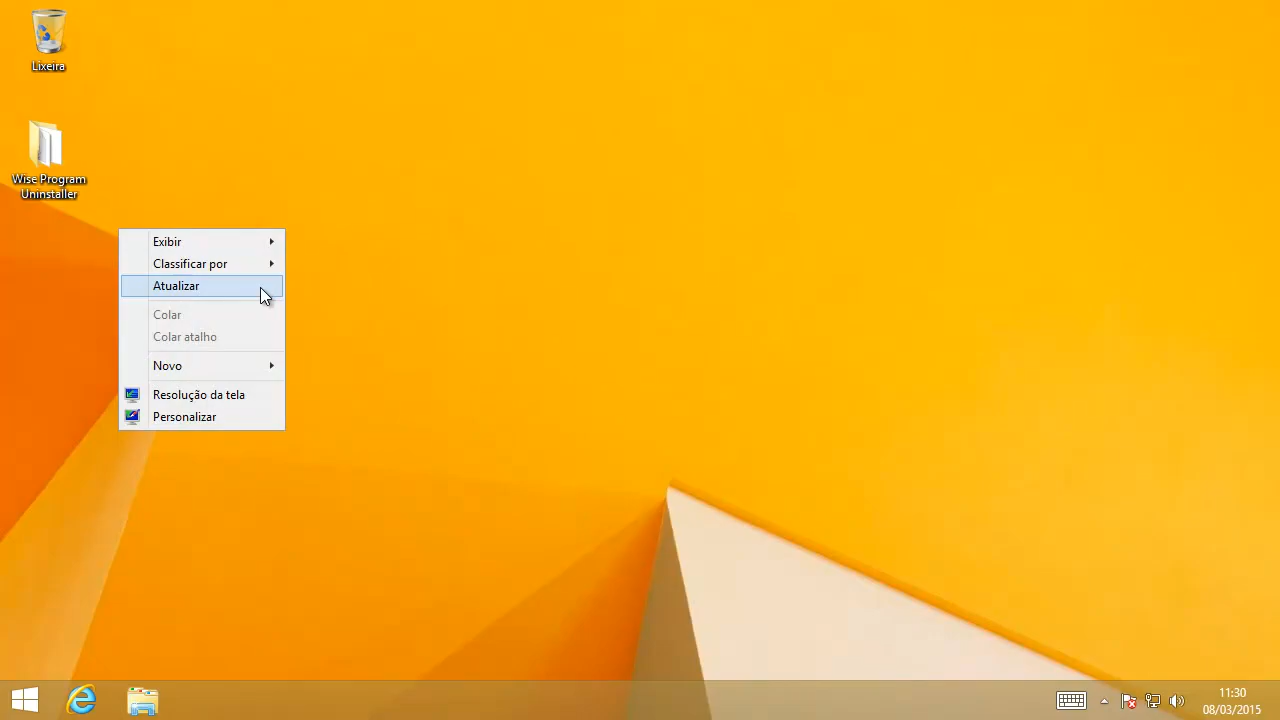 Lixeira
Wise Program
Uninstaller
Exibir
Classificar por
Atualizar
Colar
Colar atalho
Novo
Resolução da tela
Personalizar
11:30
08/03/2015